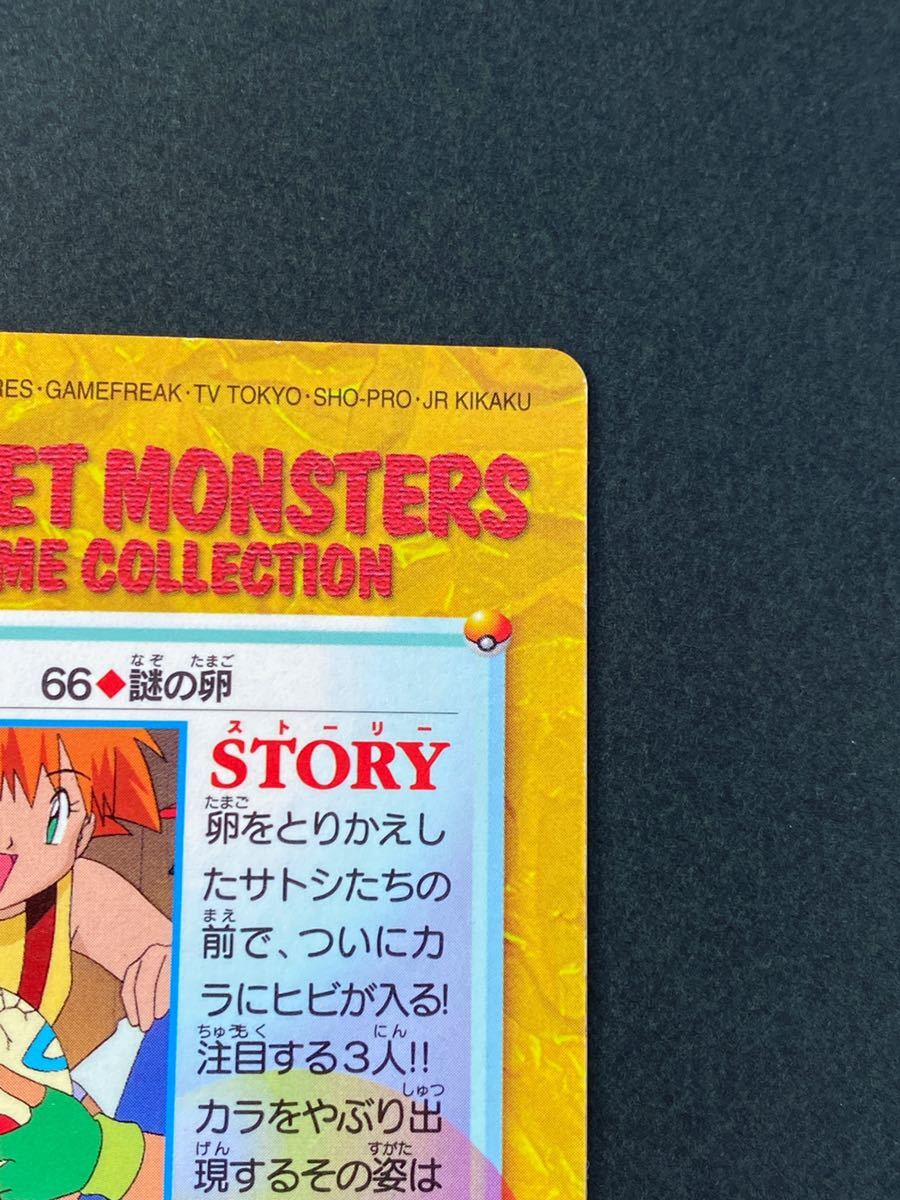 RES・GAMEFREAK・TV TOKYO・SHO-PRO・JR KIKAKU
ET MONSTERS
ME COLLECTION
なぞ たまご
66◆謎の卵
ストーリー
STORY
たまご
卵をとりかえし
たサトシたちの
まえ
前で、ついにカ
ラにヒビが入る!
ちゅうもく にん
注目する3人!!
しゅつ
カラをやぶり出
げん すがた
現するその姿は